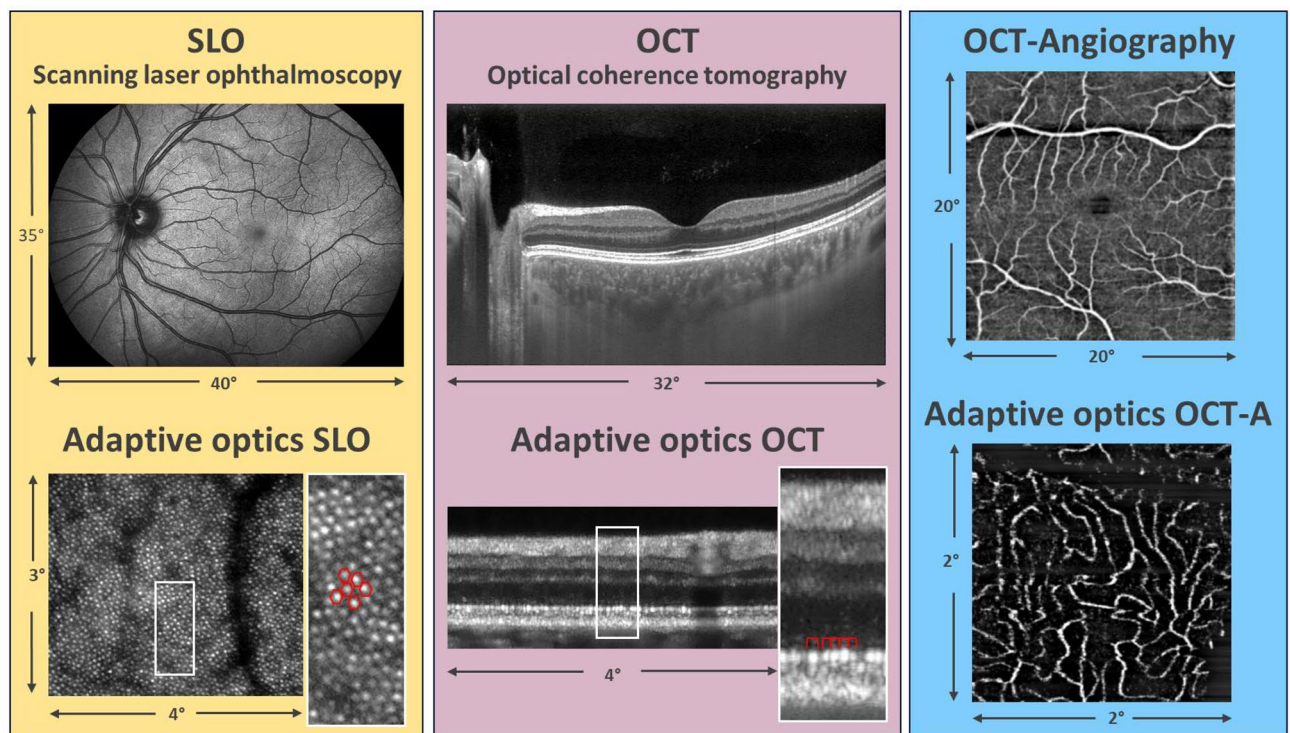 SLO
Scanning laser ophthalmoscopy
35°
40°
Adaptive optics SLO
3°
4°
OCT
Optical coherence tomography
32°
Adaptive optics OCT
4°
OCT-Angiography
20°
20°
Adaptive optics OCT-A
2°
2°